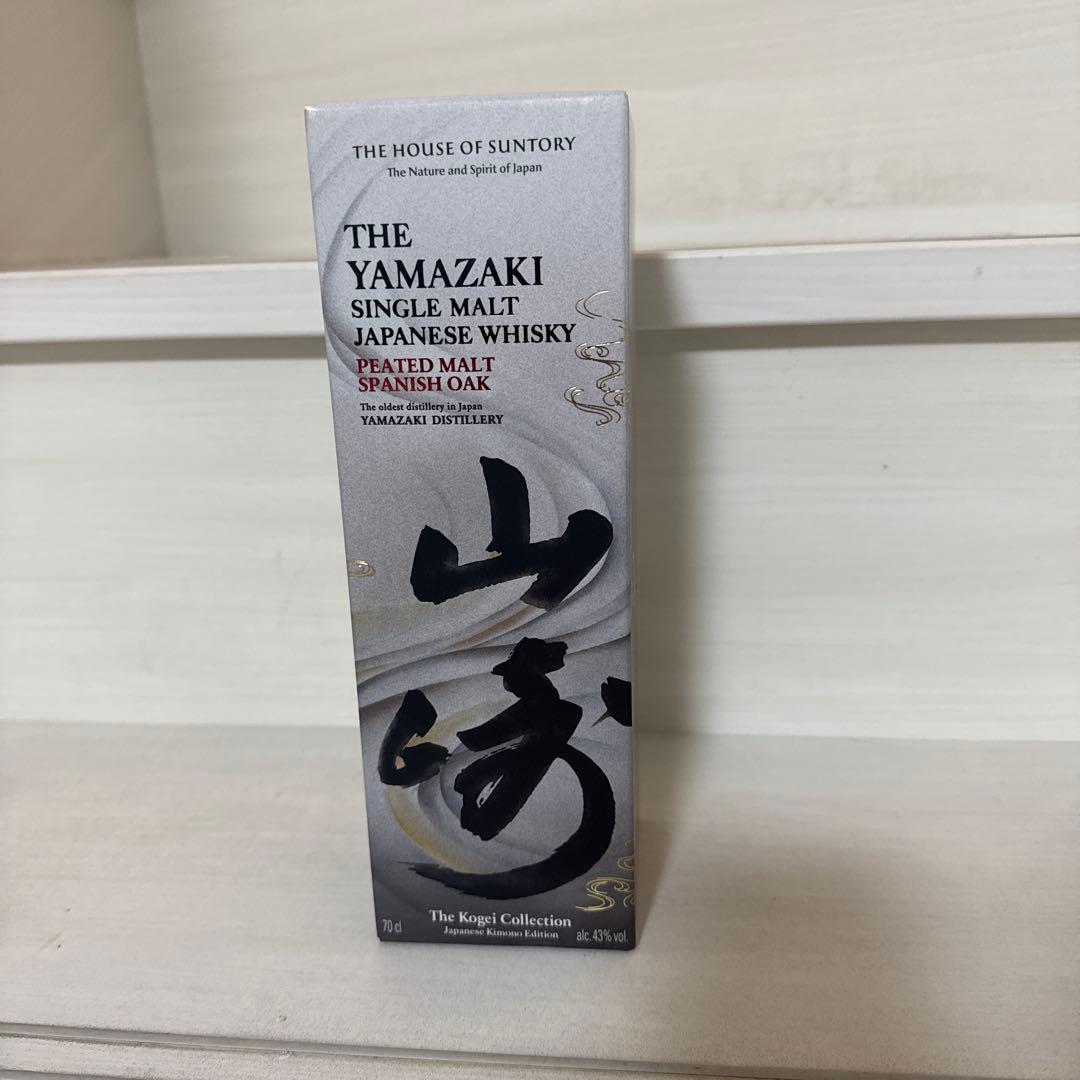 THE HOUSE OF SUNTORY
The Nature and Spirit of Japan
THE
YAMAZAKI
SINGLE MALT
JAPANESE WHISKY
PEATED MALT
SPANISH OAK
The oldest distillery in Japan
YAMAZAKI DISTILLERY
山
崎
The Kogei Collection
Japanese Kimono Edition
70 cl
alc. 43% vol.